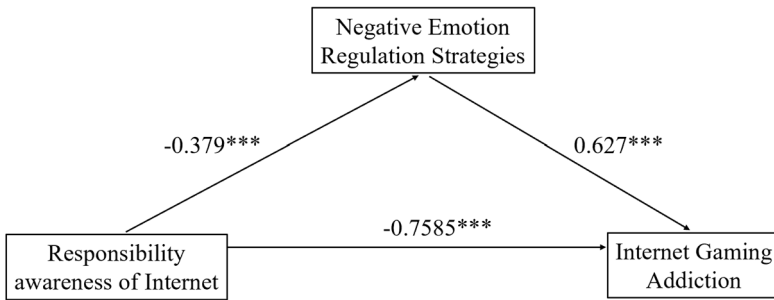 Negative Emotion
Regulation Strategies
-0.379***
0.627***
-0.7585***
Responsibility
awareness of Internet
Internet Gaming
Addiction